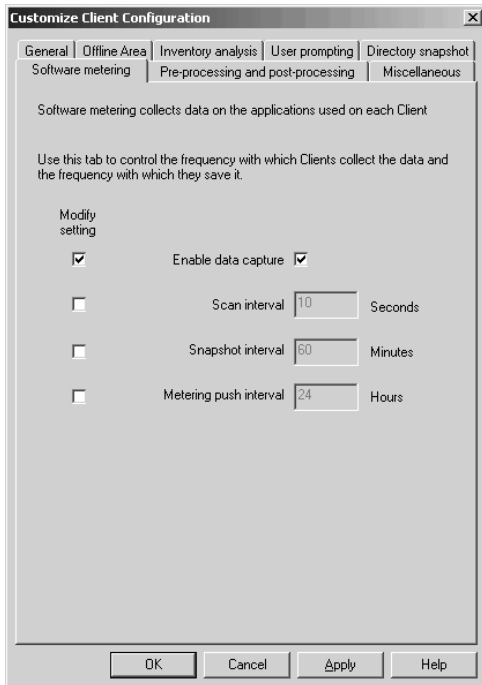 Customize Client Configuration
General Offline Area Inventory analysis User prompting Directory snapshot
Software metering Pre-processing and post-processing Miscellaneous
Software metering collects data on the applications used on each Client
Use this tab to control the frequency with which Clients collect the data and
the frequency with which they save it.
Modify
setting
Enable data capture
Scan interval 10 Seconds
Snapshot interval 60 Minutes
Metering push interval 24 Hours
OK Cancel Apply Help